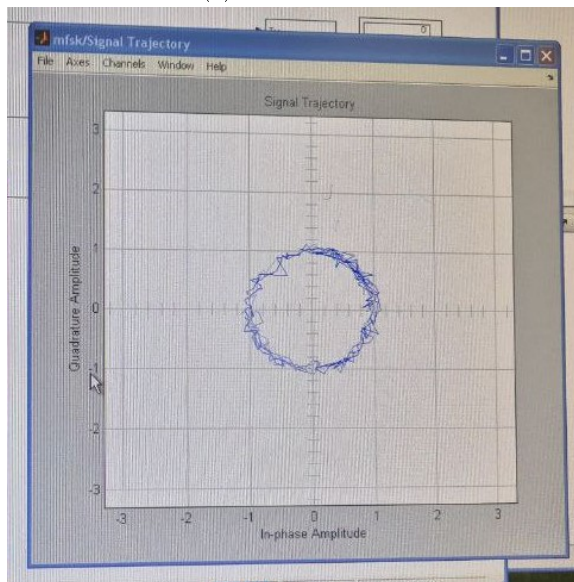 0
mfsk/Signal Trajectory
File Axes Channels Window Help
Signal Trajectory
3
2
1
0
-1
-2
-3
Quadrature Amplitude
-3 -2 -1 0 1 2 3
In-phase Amplitude